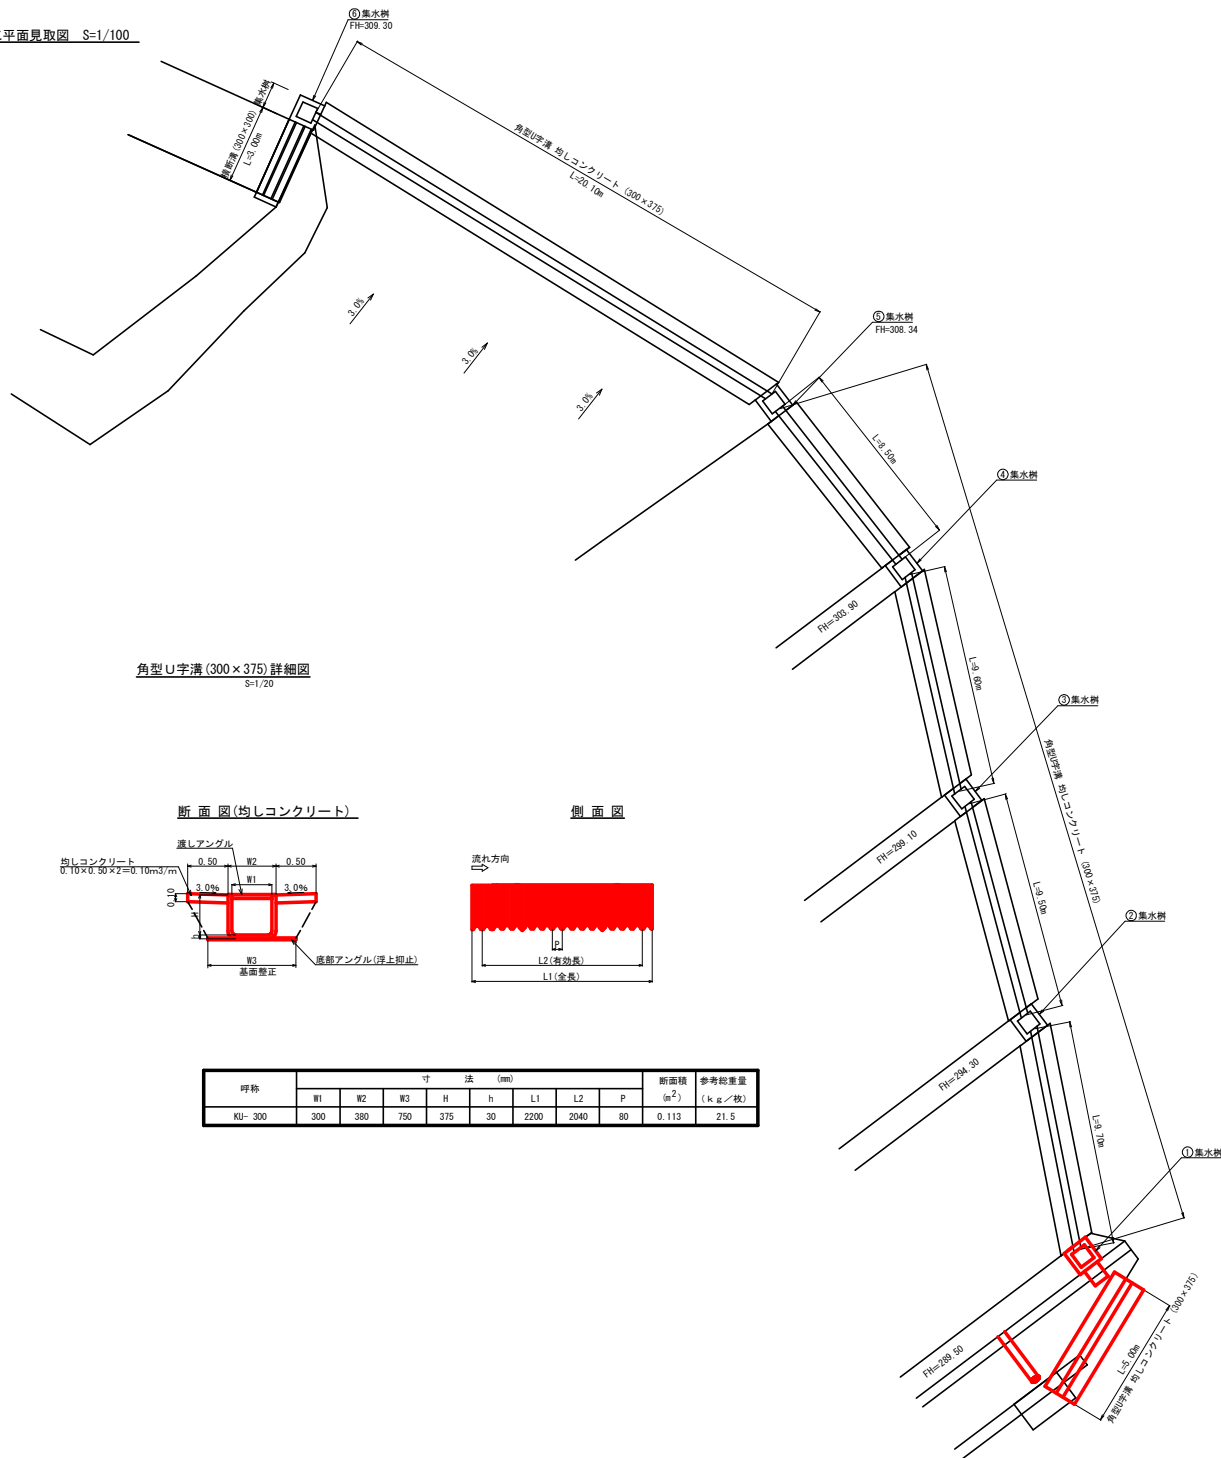 平面見取図 S=1/100
⑥集水桝
FH=309.30
集水桝
横断溝(300×300)
L=3.00m
角型U字溝 均しコンクリート (300×375)
L=20.10m
3.0%
3.0%
3.0%
⑤集水桝
FH=308.34
L=8.50m
④集水桝
FH=303.90
L=9.60m
③集水桝
角型U字溝 均しコンクリート (300×375)
FH=299.10
L=9.50m
②集水桝
FH=294.30
L=9.70m
①集水桝
FH=289.50
L=5.00m
角型U字溝 均しコンクリート (300×375)
角型U字溝(300×375)詳細図
S=1/20
断面図(均しコンクリート)
渡しアングル
均しコンクリート
0.10×0.50×2=0.10m3/m
0.50 W2 0.50
W1
3.0% 3.0%
0.10
H
h
W3
基面整正
底部アングル(浮上抑止)
側面図
流れ方向
P
L2(有効長)
L1(全長)
呼称 寸法 (mm) 断面積 (m²) 参考総重量 (kg/枚)
W1 W2 W3 H h L1 L2 P
KU- 300 300 380 750 375 30 2200 2040 80 0.113 21.5